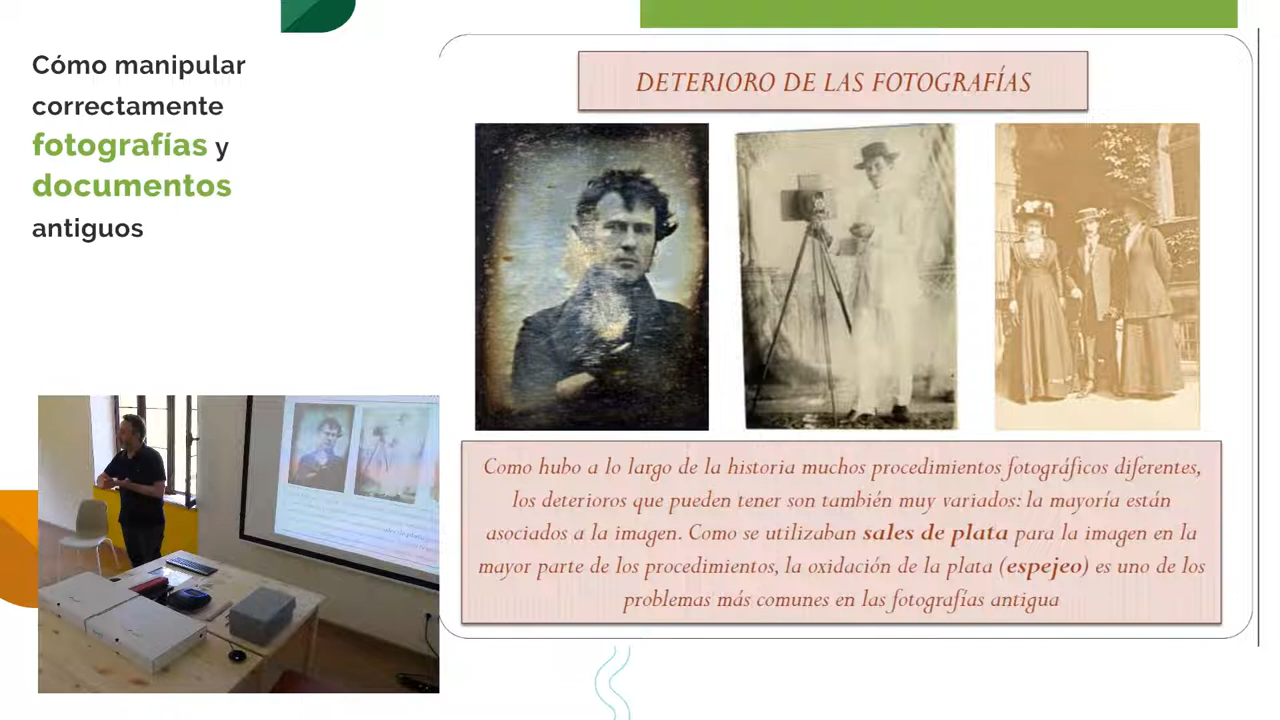 Cómo manipular
correctamente
fotografías y
documentos
antiguos
DETERIORO DE LAS FOTOGRAFÍAS
Como hubo a lo largo de la historia muchos procedimientos fotográficos diferentes,
los deterioros que pueden tener son también muy variados: la mayoría están
asociados a la imagen. Como se utilizaban sales de plata para la imagen en la
mayor parte de los procedimientos, la oxidación de la plata (espejeo) es uno de los
problemas más comunes en las fotografías antigua